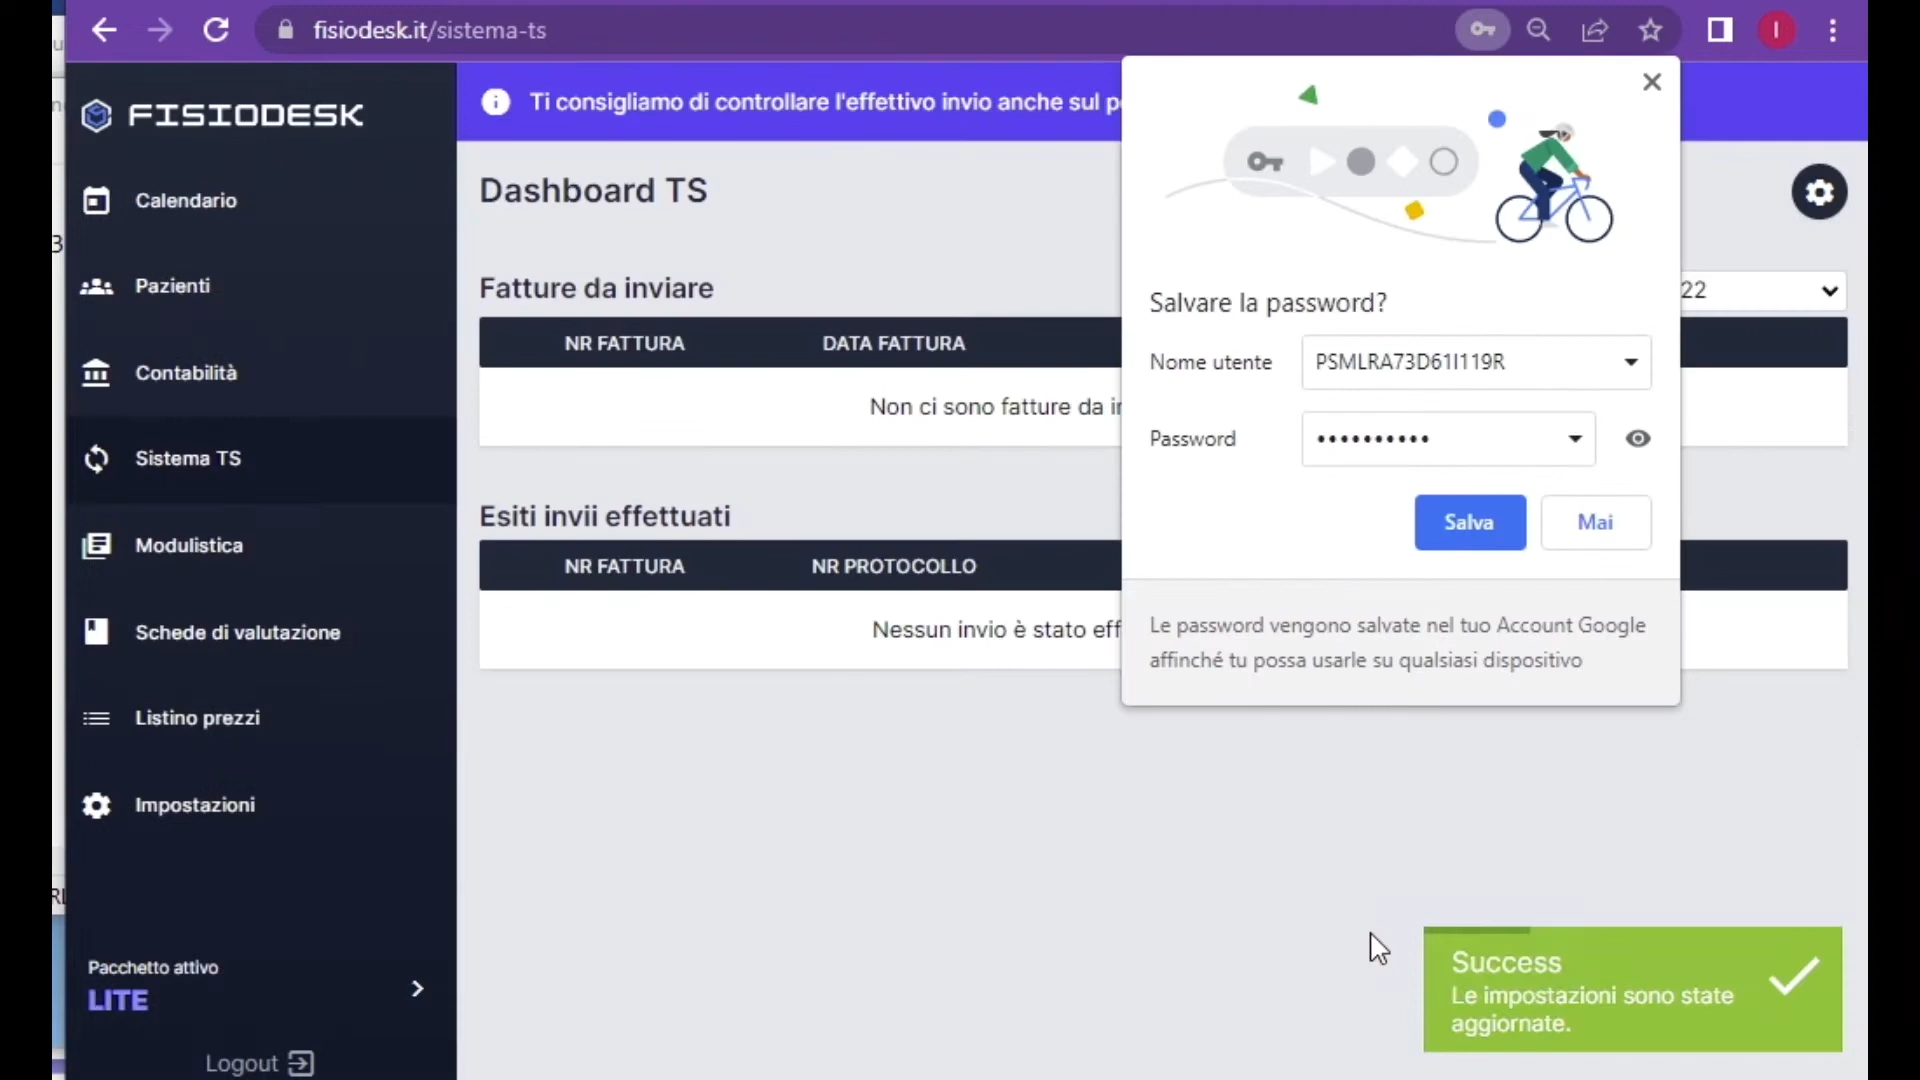 fisiodesk.it/sistema-ts
I
FISIODESK
Calendario
Pazienti
Contabilità
Sistema TS
Modulistica
Schede di valutazione
Listino prezzi
Impostazioni
Pacchetto attivo
LITE
Logout
Ti consigliamo di controllare l'effettivo invio anche sul
Dashboard TS
Fatture da inviare
22
NR FATTURA DATA FATTURA
Non ci sono fatture da
Esiti invii effettuati
NR FATTURA NR PROTOCOLLO
Nessun invio è stato
Salvare la password?
Nome utente PSMLRA73D61I119R
Password ••••••••••
Salva Mai
Le password vengono salvate nel tuo Account Google
affinché tu possa usarle su qualsiasi dispositivo
Success
Le impostazioni sono state
aggiornate.